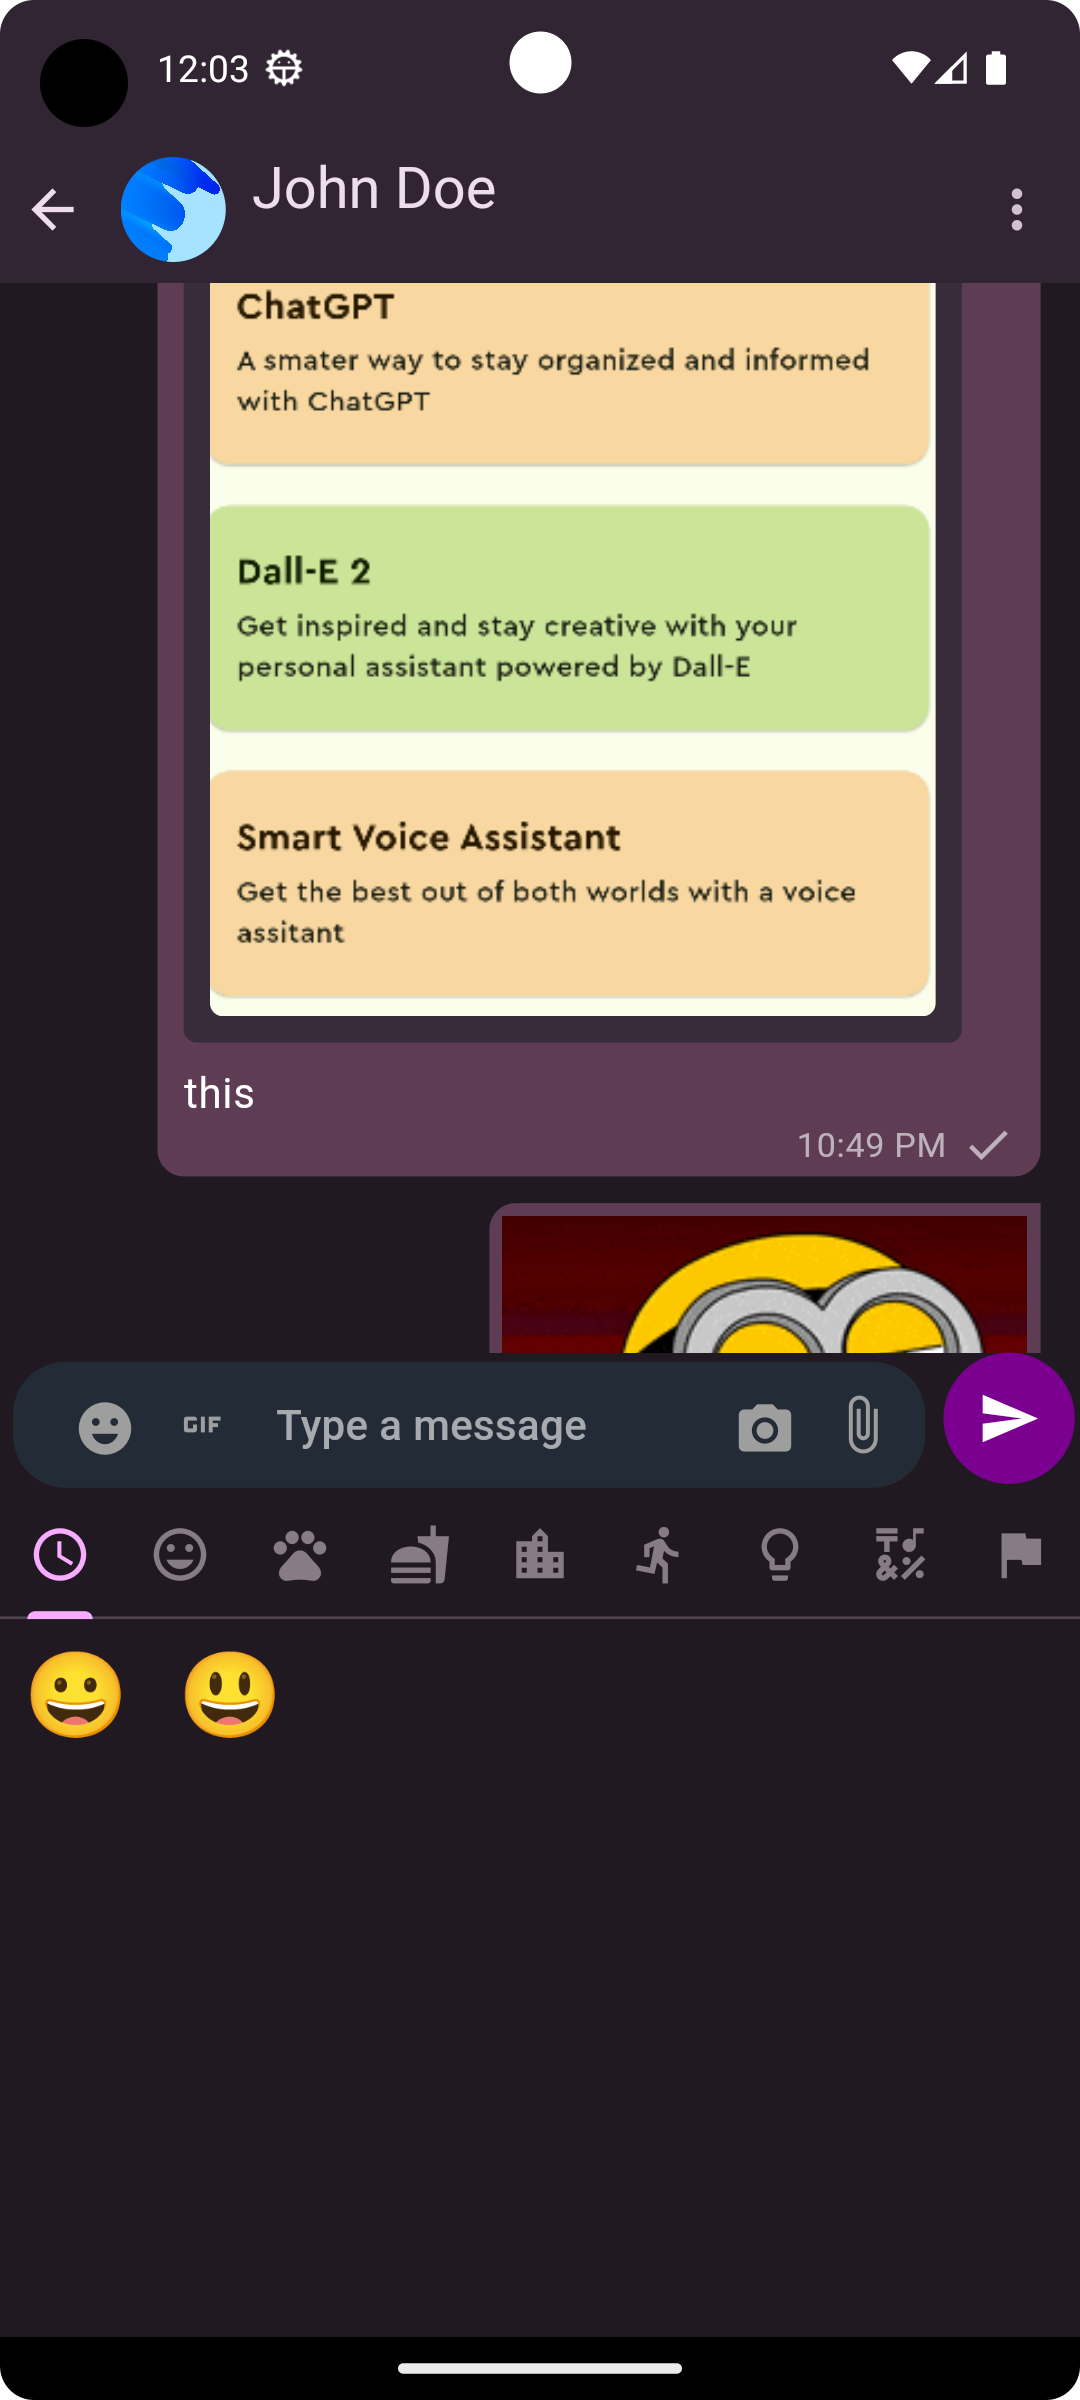 12:03
John Doe
ChatGPT
A smater way to stay organized and informed
with ChatGPT
Dall-E 2
Get inspired and stay creative with your
personal assistant powered by Dall-E
Smart Voice Assistant
Get the best out of both worlds with a voice
assitant
this
10:49 PM
GIF Type a message